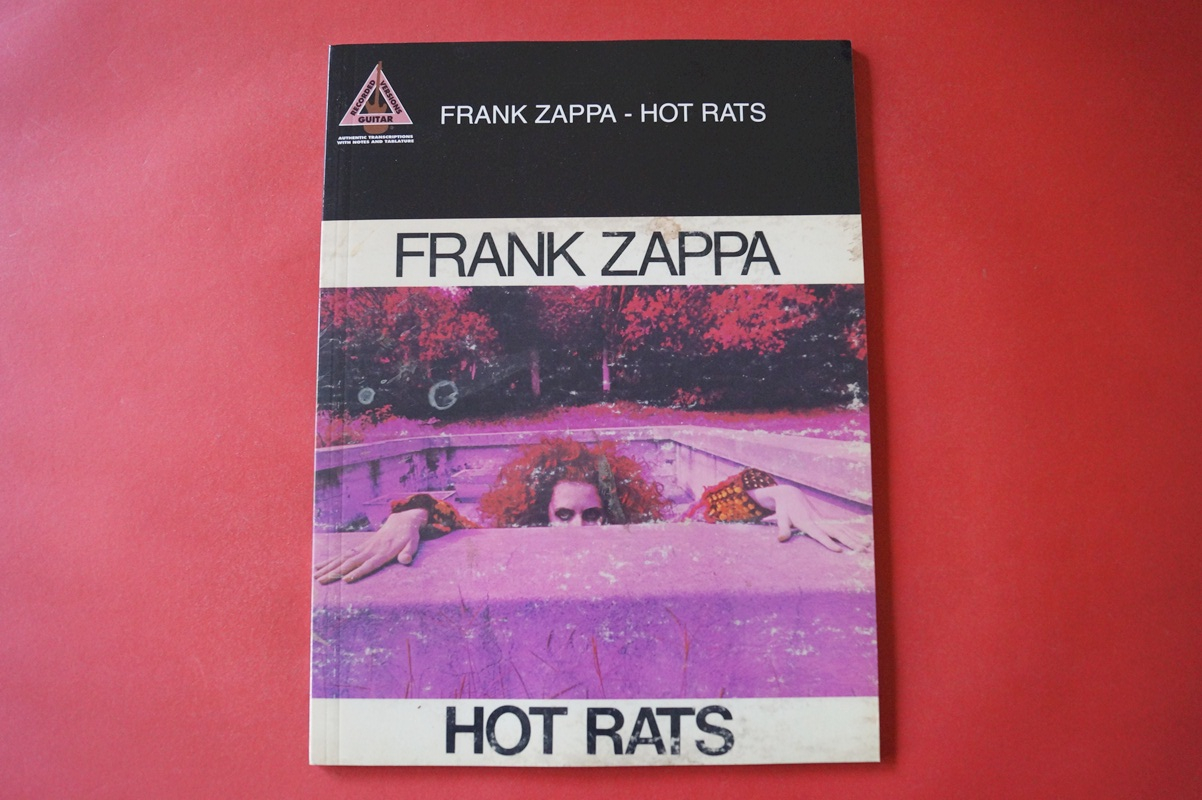 RECORDED VERSIONS
GUITAR
AUTHENTIC TRANSCRIPTIONS
WITH NOTES AND TABLATURE
FRANK ZAPPA - HOT RATS
FRANK ZAPPA
HOT RATS